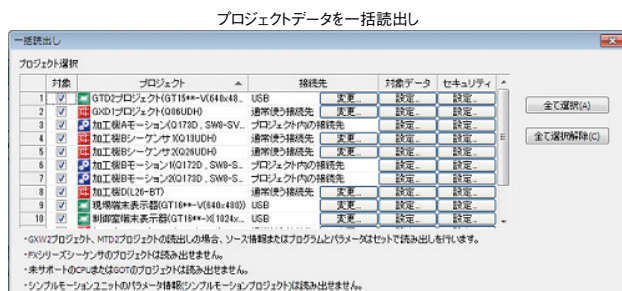 プロジェクトデータを一括読出し
一括読出し
プロジェクト選択
対象 プロジェクト 接続先 対象データ セキュリティ
1 GTD2プロジェクト(GT15**-V(640x48.. USB 変更... 設定... 設定...
2 GXD1プロジェクト(Q06UDH) 通常使う接続先 変更... 設定... 設定...
3 加工機Aモーション(Q173D , SW8-SV... プロジェクト内の接続先 設定... 設定...
4 加工機Bシーケンサ1(Q13UDH) 通常使う接続先 変更... 設定... 設定...
5 加工機Bシーケンサ2(Q26UDH) 通常使う接続先 変更... 設定... 設定...
6 加工機Bモーション1(Q172D , SW8-S... プロジェクト内の接続先 設定... 設定...
7 加工機Bモーション2(Q173D , SW8-S... プロジェクト内の接続先 設定... 設定...
8 加工機D(L26-BT) 通常使う接続先 変更... 設定... 設定...
9 現場端末表示器(GT16**-V(640x480)) USB 変更... 設定... 設定...
10 制御室端末表示器(GT16**-X(1024x... USB 変更... 設定... 設定...
全て選択(A)
全て選択解除(C)
・GXW2プロジェクト、MTD2プロジェクトの読出しの場合、ソース情報またはプログラムとパラメータはセットで読み出しを行います。
・FXシリーズシーケンサのプロジェクトは読み出せません。
・未サポートのCPUまたはGOTのプロジェクトは読み出せません。
・シンプルモーションユニットのパラメータ情報(シンプルモーションプロジェクト)は読み出せません。